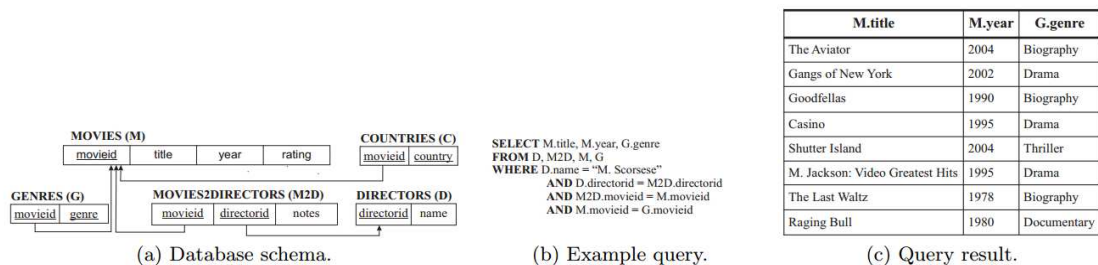 MOVIES (M)
movieid title year rating
COUNTRIES (C)
movieid country
GENRES (G)
movieid genre
MOVIES2DIRECTORS (M2D)
movieid directorid notes
DIRECTORS (D)
directorid name
(a) Database schema.
SELECT M.title, M.year, G.genre
FROM D, M2D, M, G
WHERE D.name = “M. Scorsese”
AND D.directorid = M2D.directorid
AND M2D.movieid = M.movieid
AND M.movieid = G.movieid
(b) Example query.
M.title M.year G.genre
The Aviator 2004 Biography
Gangs of New York 2002 Drama
Goodfellas 1990 Biography
Casino 1995 Drama
Shutter Island 2004 Thriller
M. Jackson: Video Greatest Hits 1995 Drama
The Last Waltz 1978 Biography
Raging Bull 1980 Documentary
(c) Query result.